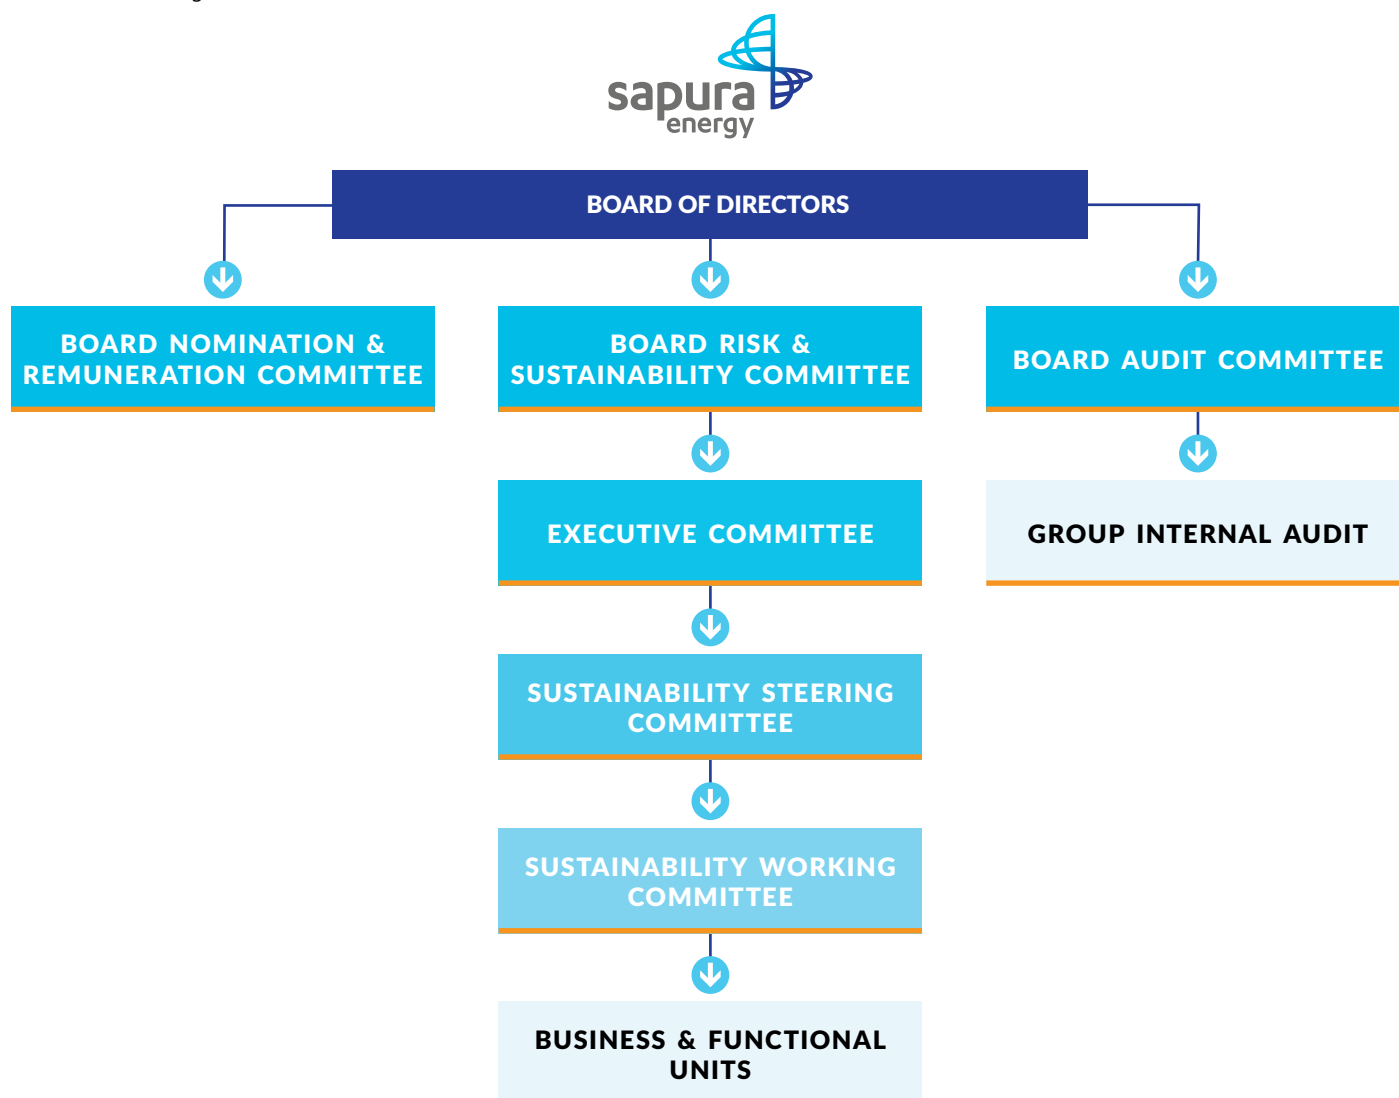 sapura
energy
BOARD OF DIRECTORS
BOARD NOMINATION &
REMUNERATION COMMITTEE
BOARD RISK &
SUSTAINABILITY COMMITTEE
BOARD AUDIT COMMITTEE
EXECUTIVE COMMITTEE
GROUP INTERNAL AUDIT
SUSTAINABILITY STEERING
COMMITTEE
SUSTAINABILITY WORKING
COMMITTEE
BUSINESS & FUNCTIONAL
UNITS